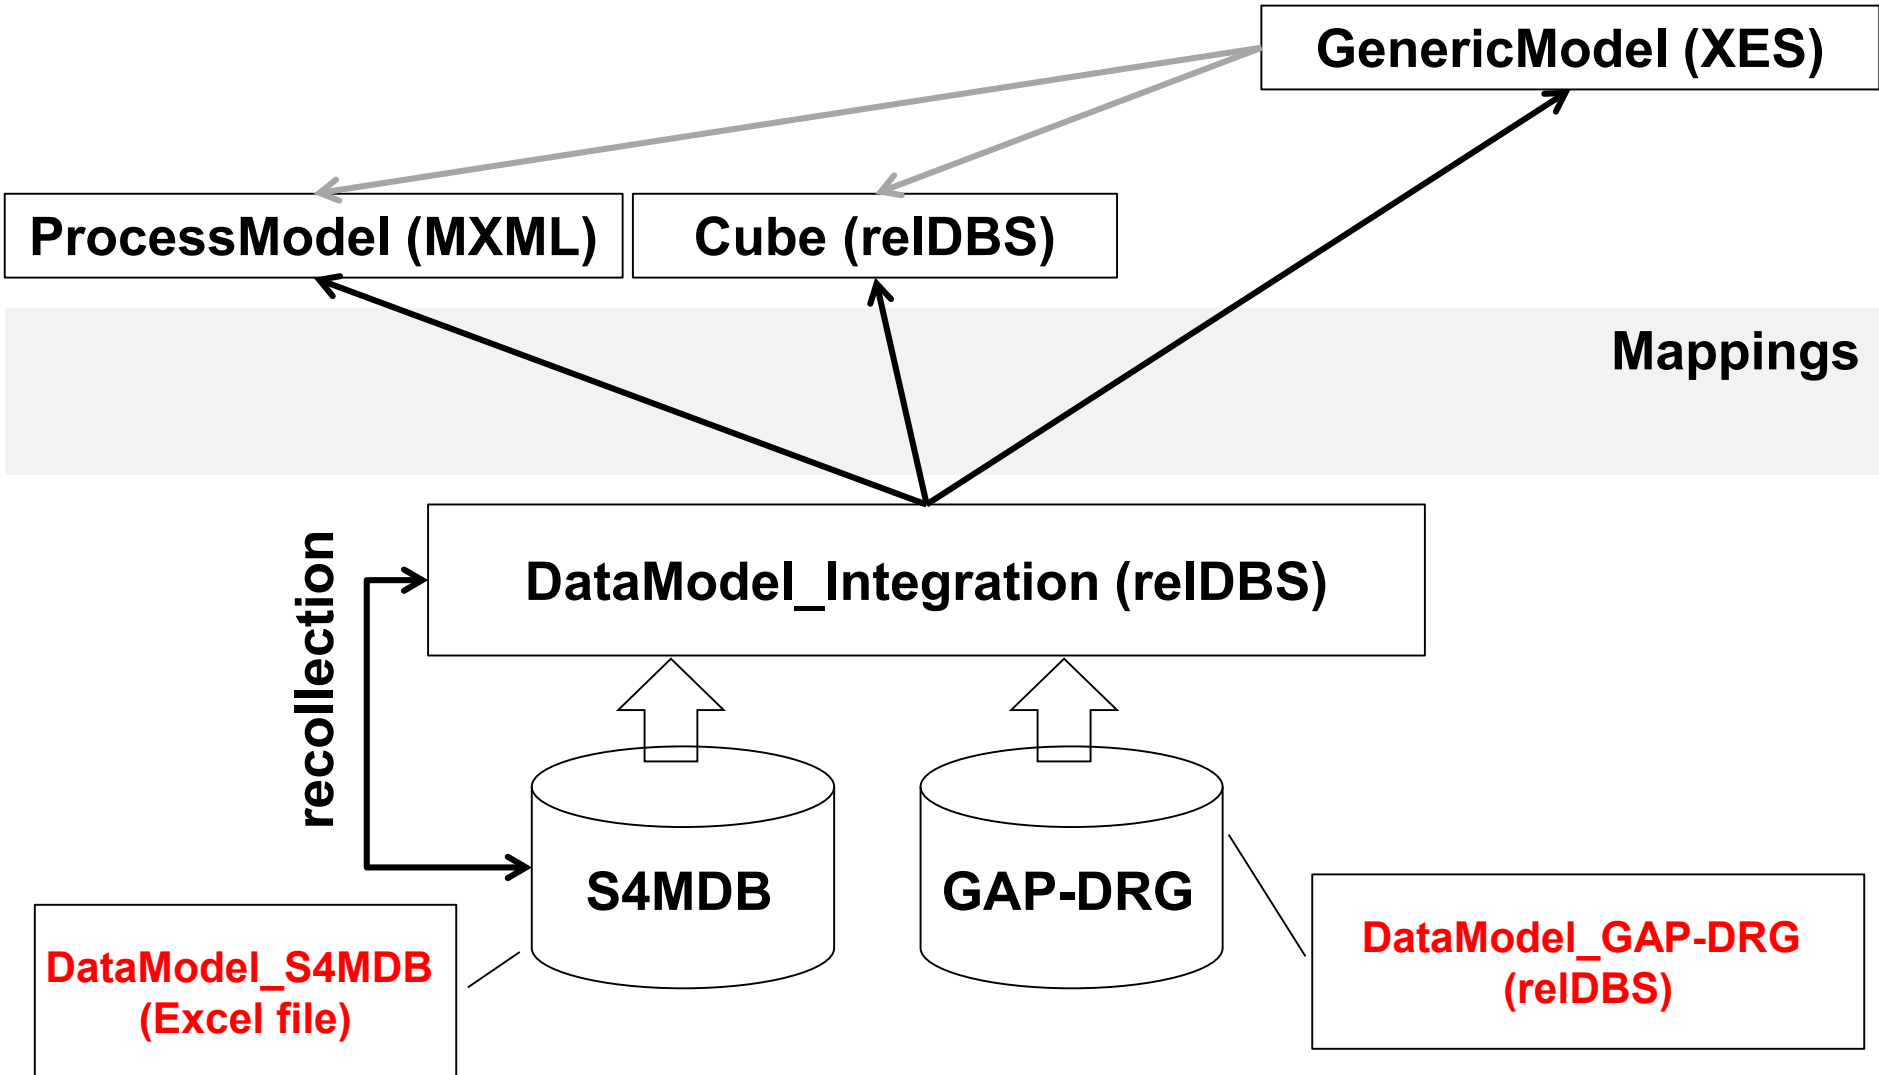 GenericModel (XES)
ProcessModel (MXML)
Cube (relDBS)
Mappings
recollection
DataModel_Integration (relDBS)
S4MDB
GAP-DRG
DataModel_S4MDB
(Excel file)
DataModel_GAP-DRG
(relDBS)